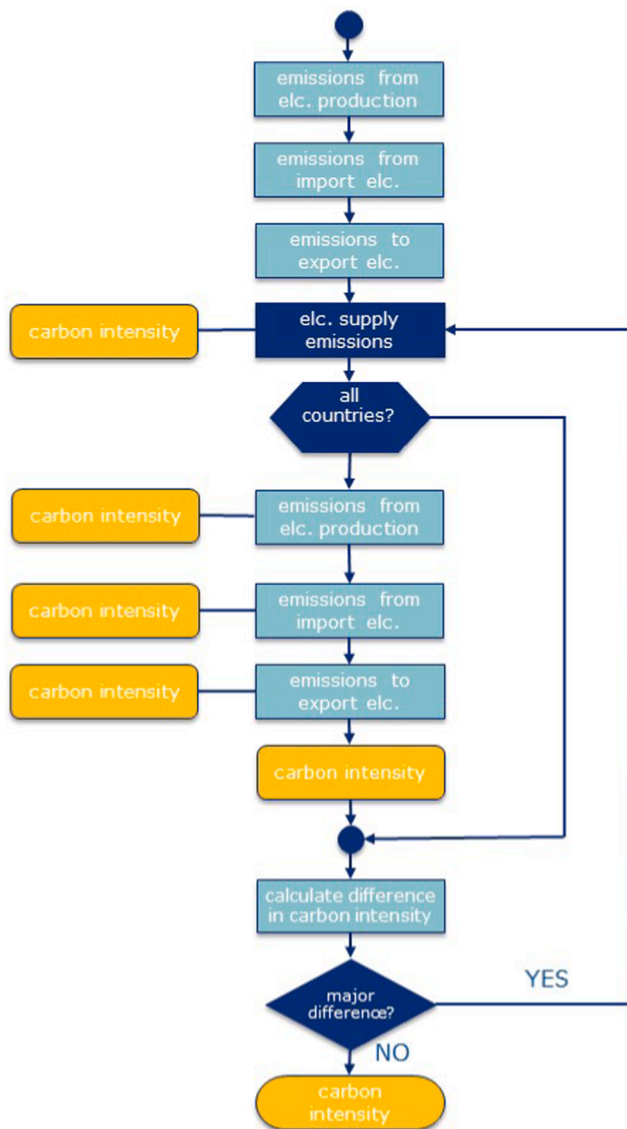 emissions from
elc. production
emissions from
import elc.
emissions to
export elc.
carbon intensity
elc. supply
emissions
all
countries?
carbon intensity
emissions from
elc. production
carbon intensity
emissions from
import elc.
carbon intensity
emissions to
export elc.
carbon intensity
calculate difference
in carbon intensity
major
difference?
YES
NO
carbon
intensity